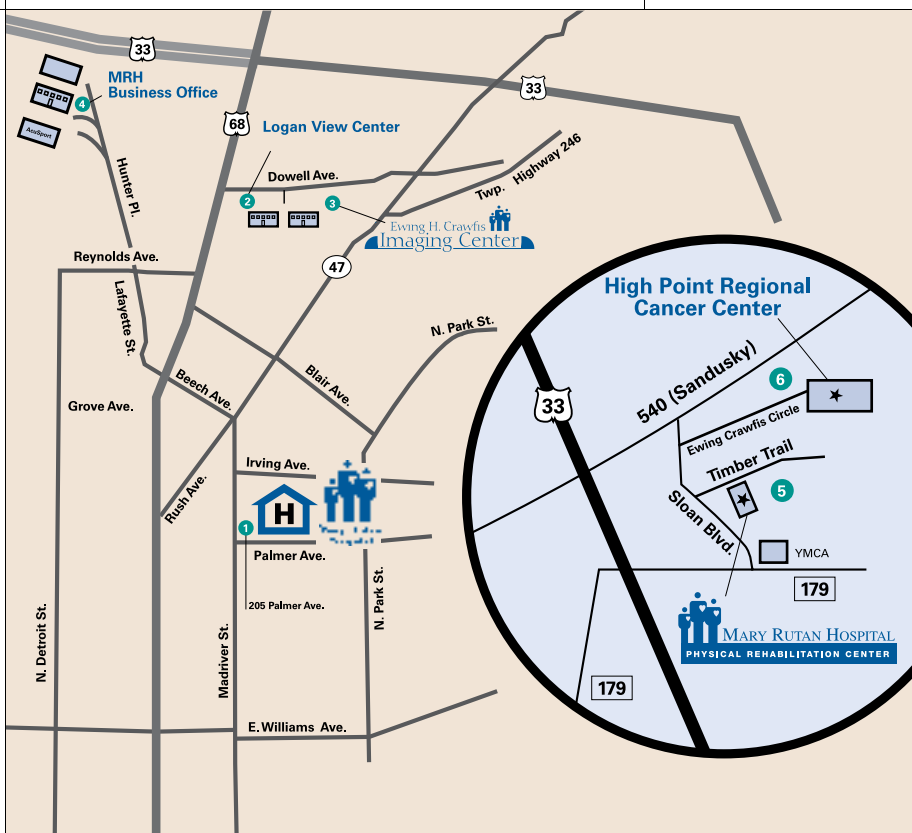 33
MRH
Business Office
4
AcuSport
33
68
Logan View Center
Hunter Pl.
Dowell Ave.
Twp. Highway 246
2
3
Ewing H. Crawfis
Imaging Center
Reynolds Ave.
47
Lafayette St.
High Point Regional
Cancer Center
N. Park St.
Beech Ave.
Blair Ave.
540 (Sandusky)
6
Grove Ave.
33
Ewing Crawfis Circle
Irving Ave.
Timber Trail
Rush Ave.
H
5
1
Sloan Blvd.
Palmer Ave.
YMCA
179
205 Palmer Ave.
N. Park St.
N. Detroit St.
Madriver St.
MARY RUTAN HOSPITAL
PHYSICAL REHABILITATION CENTER
179
E. Williams Ave.